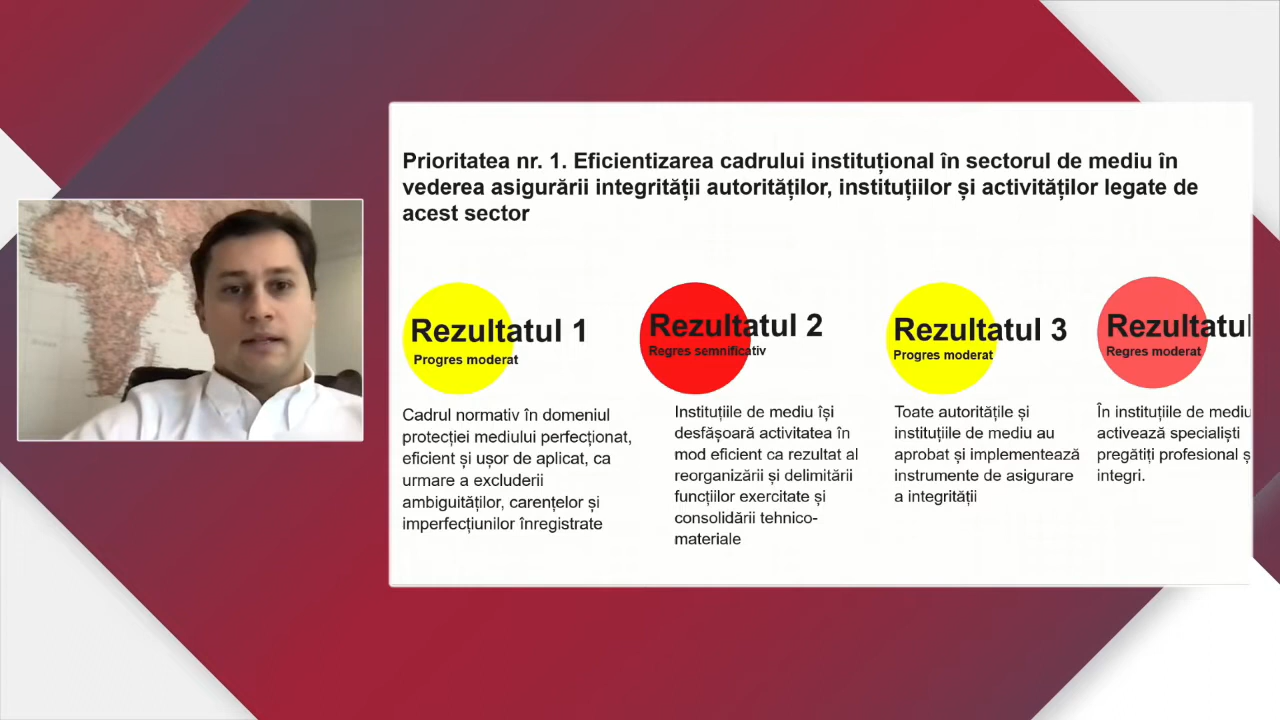 Prioritatea nr. 1. Eficientizarea cadrului instituțional în sectorul de mediu în
vederea asigurării integrității autorităților, instituțiilor și activităților legate de
acest sector
Rezultatul 1
Progres moderat
Cadrul normativ în domeniul
protecției mediului perfecționat,
eficient și ușor de aplicat, ca
urmare a excluderii
ambiguităților, carențelor și
imperfecțiunilor înregistrate
Rezultatul 2
Regres semnificativ
Instituțiile de mediu își
desfășoară activitatea în
mod eficient ca rezultat al
reorganizării și delimitării
funcțiilor exercitate și
consolidării tehnico-
materiale
Rezultatul 3
Progres moderat
Toate autoritățile și
instituțiile de mediu au
aprobat și implementează
instrumente de asigurare
a integrității
Rezultatul
Regres moderat
În instituțiile de mediu
activează specialiști
pregătiți profesional ș
integri.